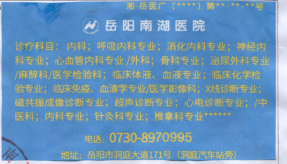 湘·岳医广【****】第**-**-**号
岳阳南湖医院
诊疗科目：内科；呼吸内科专业；消化内科专业；神经内
科专业；心血管内科专业/外科；骨科专业；泌尿外科专业
/麻醉科/医学检验科；临床体液、血液专业；临床化学检
验专业；临床免疫、血清学专业/医学影像科；X线诊断专业；
磁共振成像诊断专业；超声诊断专业；心电诊断专业；/中
医科；内科专业；针灸科专业；推拿科专业******
电话：0730-8970995
地址：岳阳市洞庭大道171号（洞庭汽车站旁）